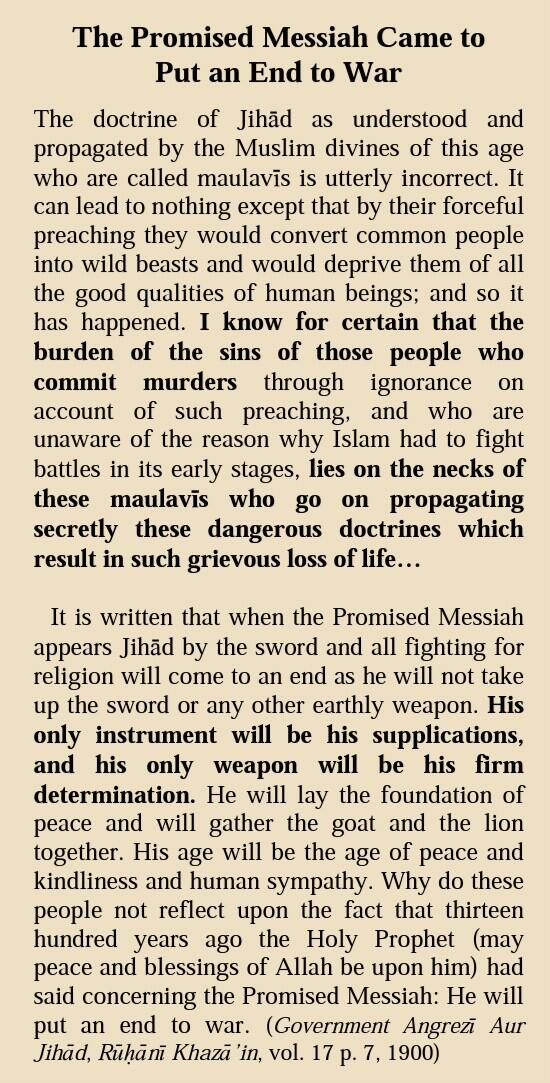 The Promised Messiah Came to
Put an End to War
The doctrine of Jihād as understood and
propagated by the Muslim divines of this age
who are called maulavīs is utterly incorrect. It
can lead to nothing except that by their forceful
preaching they would convert common people
into wild beasts and would deprive them of all
the good qualities of human beings; and so it
has happened. I know for certain that the
burden of the sins of those people who
commit murders through ignorance on
account of such preaching, and who are
unaware of the reason why Islam had to fight
battles in its early stages, lies on the necks of
these maulavīs who go on propagating
secretly these dangerous doctrines which
result in such grievous loss of life...
It is written that when the Promised Messiah
appears Jihād by the sword and all fighting for
religion will come to an end as he will not take
up the sword or any other earthly weapon. His
only instrument will be his supplications,
and his only weapon will be his firm
determination. He will lay the foundation of
peace and will gather the goat and the lion
together. His age will be the age of peace and
kindliness and human sympathy. Why do these
people not reflect upon the fact that thirteen
hundred years ago the Holy Prophet (may
peace and blessings of Allah be upon him) had
said concerning the Promised Messiah: He will
put an end to war. (Government Angrezī Aur
Jihād, Rūḥānī Khazā'in, vol. 17 p. 7, 1900)